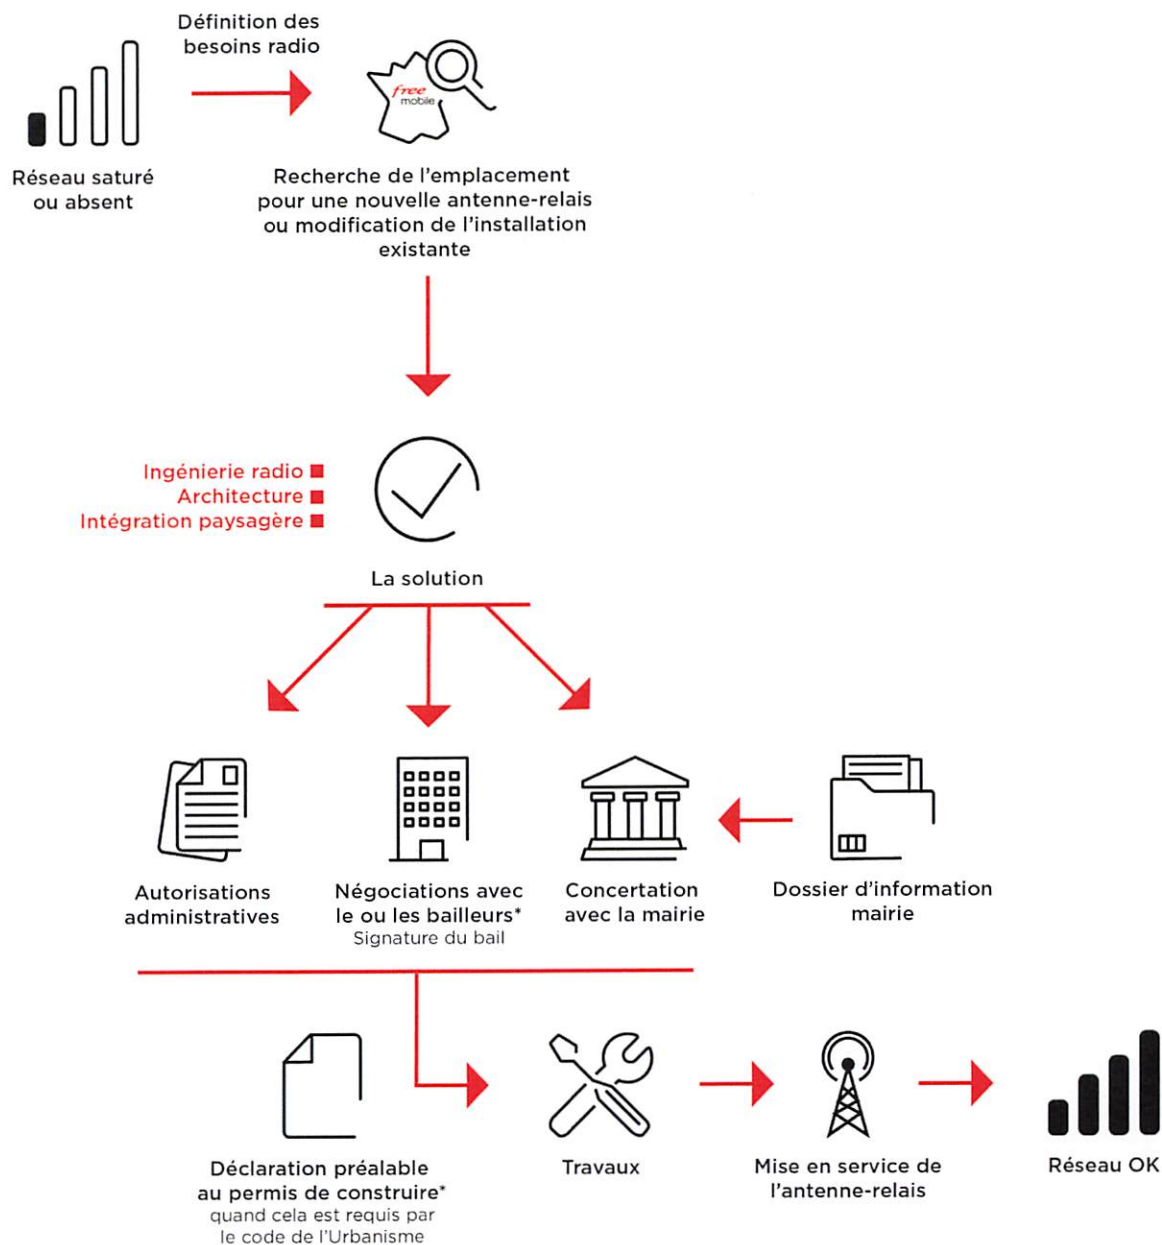 Définition des
besoins radio
free
mobile
Réseau saturé
ou absent
Recherche de l'emplacement
pour une nouvelle antenne-relais
ou modification de l'installation
existante
Ingénierie radio
Architecture
Intégration paysagère
La solution
Autorisations
administratives
Négociations avec
le ou les bailleurs*
Signature du bail
Concertation
avec la mairie
Dossier d'information
mairie
Déclaration préalable
au permis de construire*
quand cela est requis par
le code de l'Urbanisme
Travaux
Mise en service de
l'antenne-relais
Réseau OK